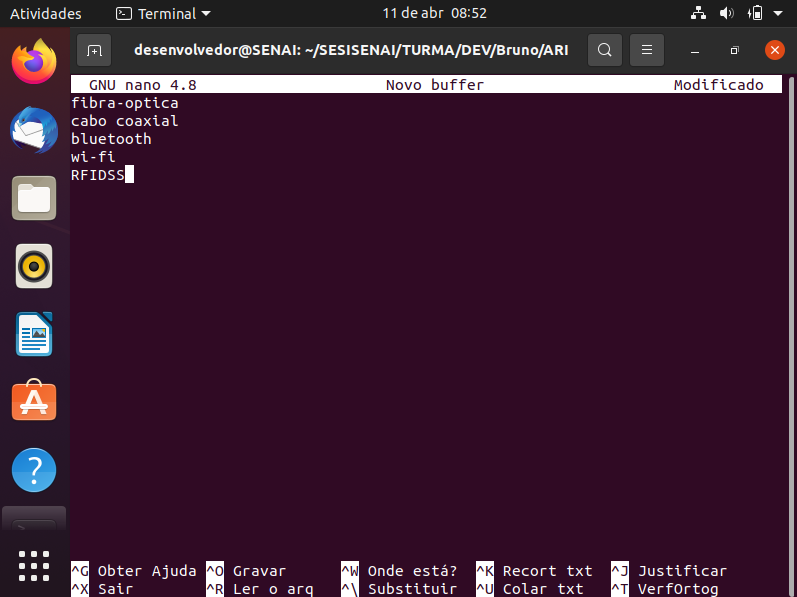 Atividades Terminal 11 de abr 08:52
desenvolvedor@SENAI: ~/SESISENAI/TURMA/DEV/Bruno/ARI
GNU nano 4.8 Novo buffer Modificado
fibra-optica
cabo coaxial
bluetooth
wi-fi
RFIDSS
^G Obter Ajuda ^O Gravar ^W Onde está? ^K Recort txt ^J Justificar
^X Sair ^R Ler o arq ^\ Substituir ^U Colar txt ^T VerfOrtog